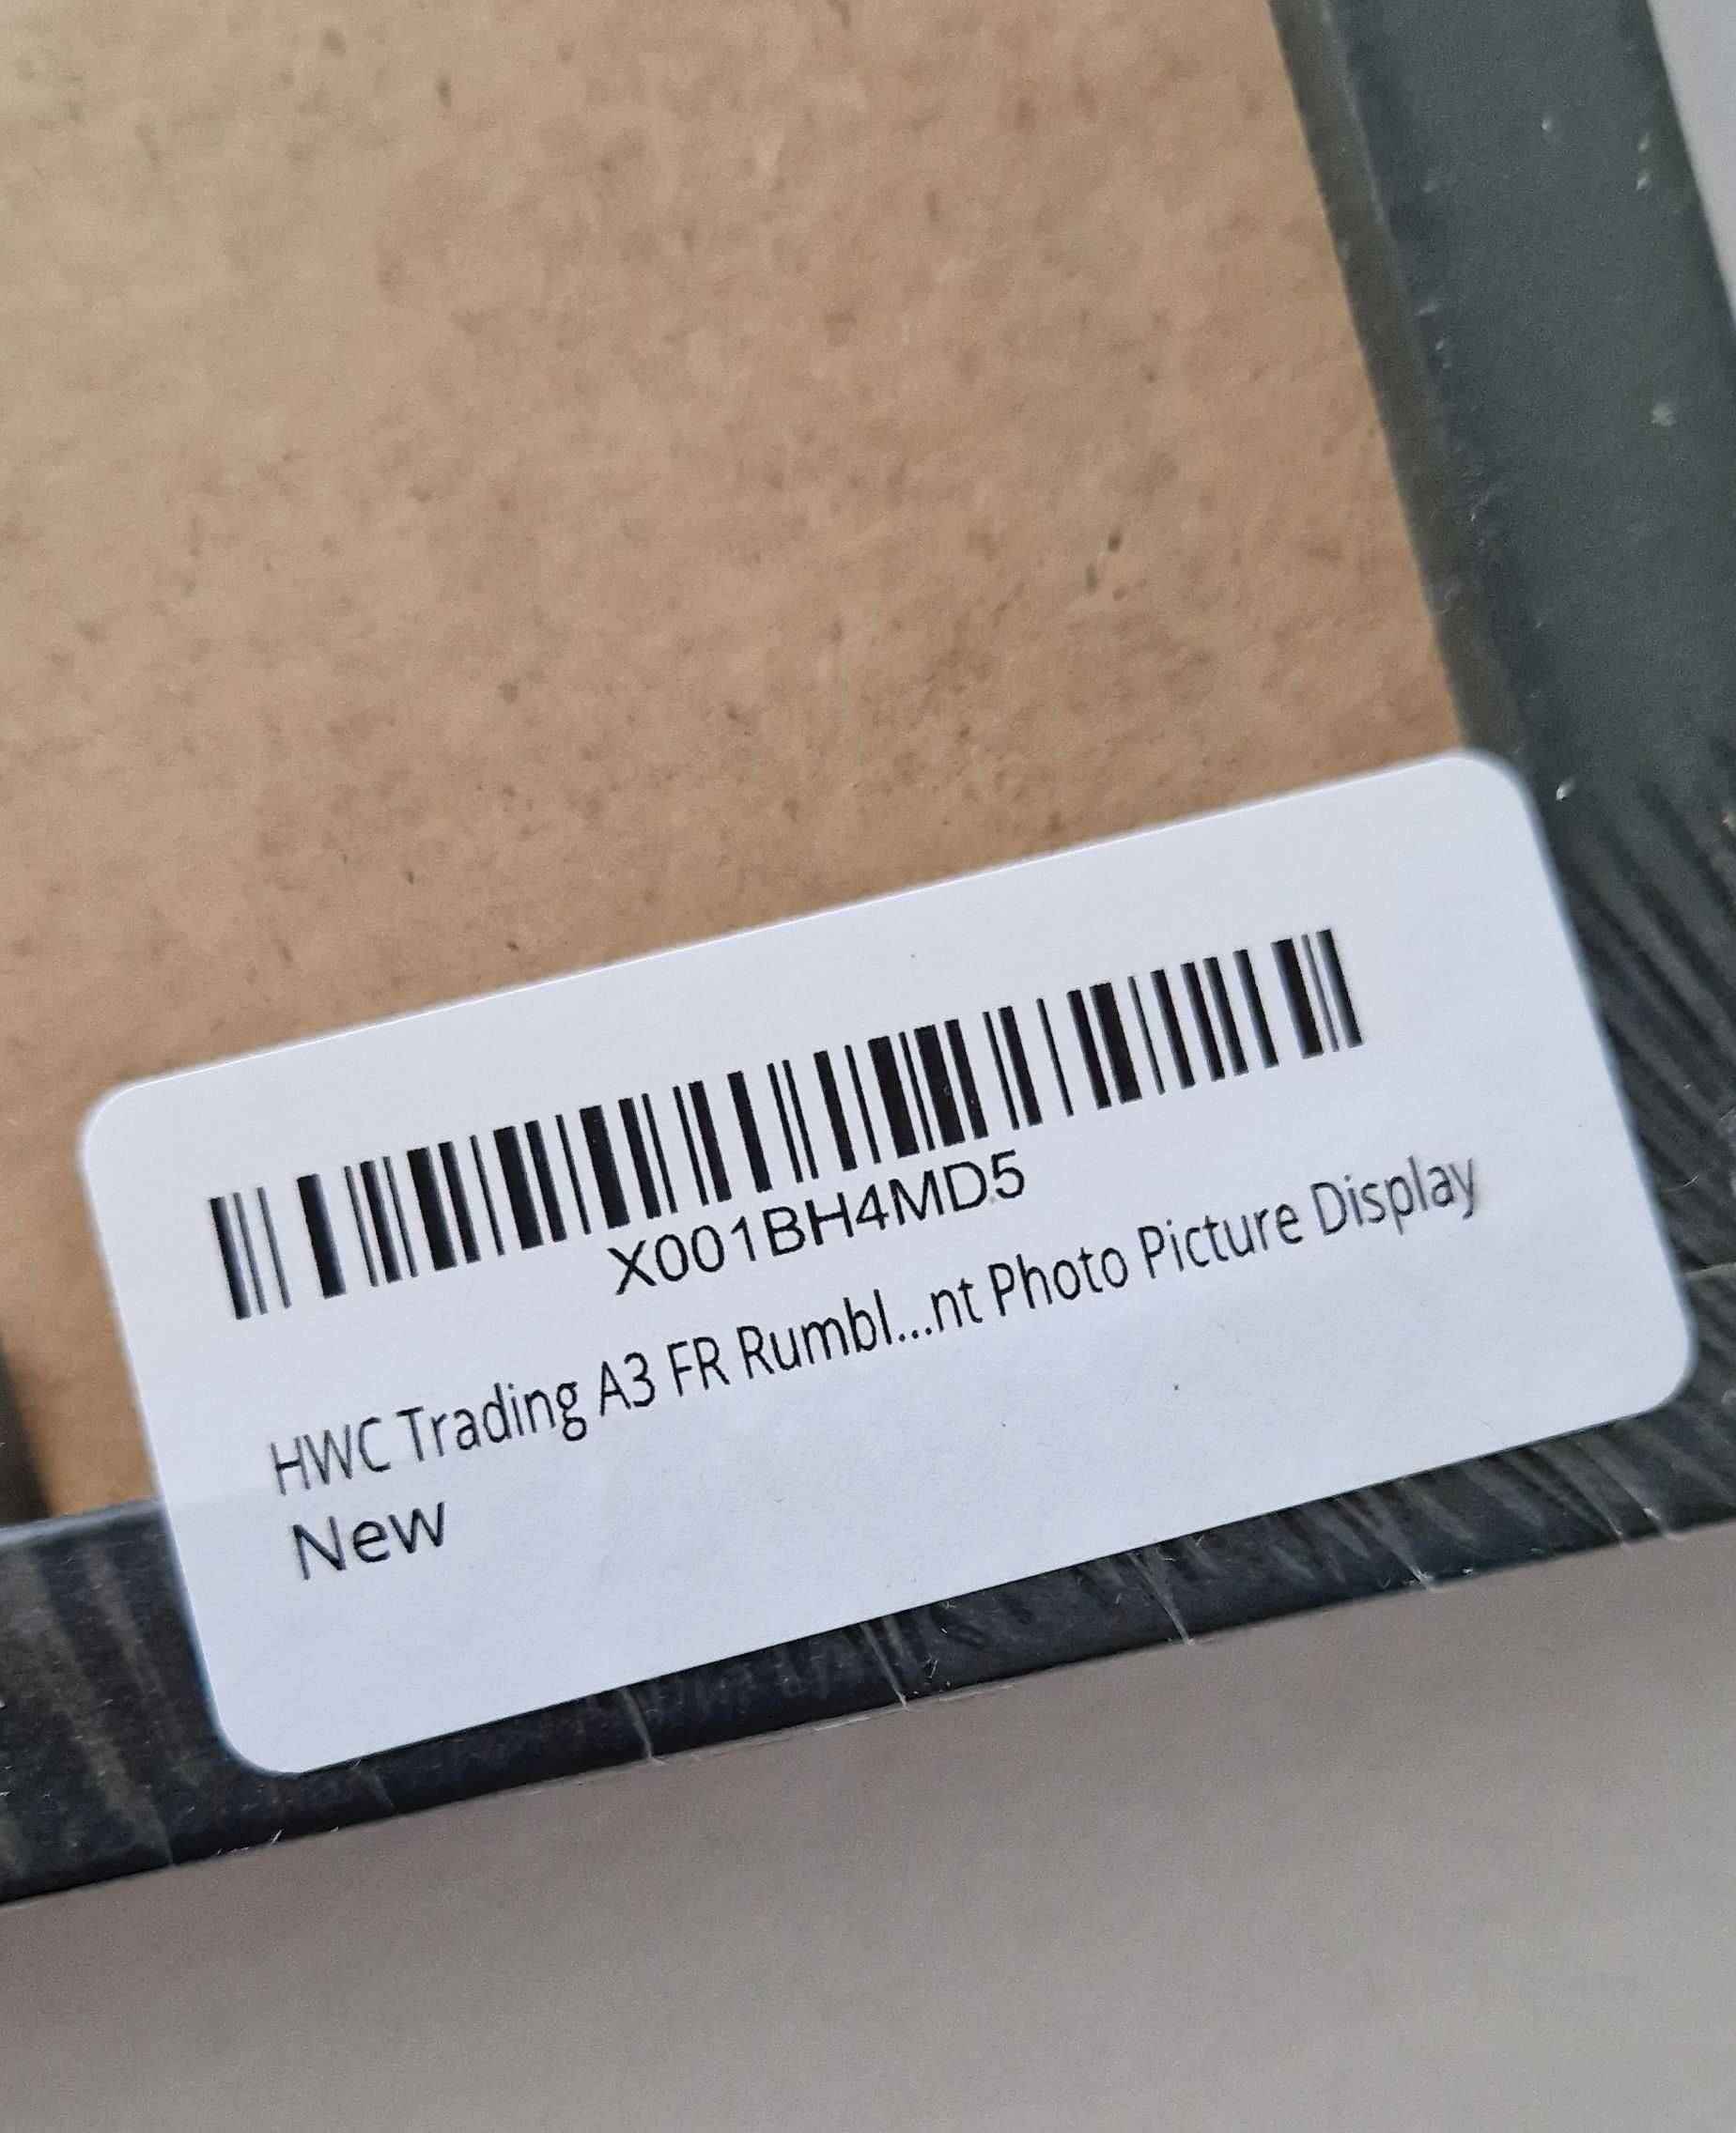 X001BH4MD5
HWC Trading A3 FR Rumbl...nt Photo Picture Display
New